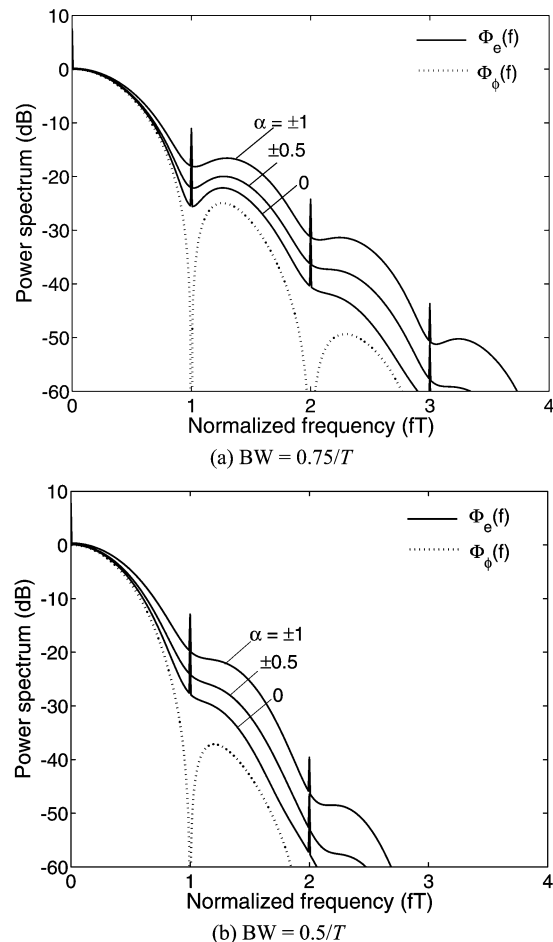 10
0
-10
-20
-30
-40
-50
-60
0
1
2
3
4
Power spectrum (dB)
Φe(f)
Φϕ(f)
α = ±1
±0.5
0
Normalized frequency (fT)
(a) BW = 0.75/T
10
0
-10
-20
-30
-40
-50
-60
0
1
2
3
4
Power spectrum (dB)
Φe(f)
Φϕ(f)
α = ±1
±0.5
0
Normalized frequency (fT)
(b) BW = 0.5/T